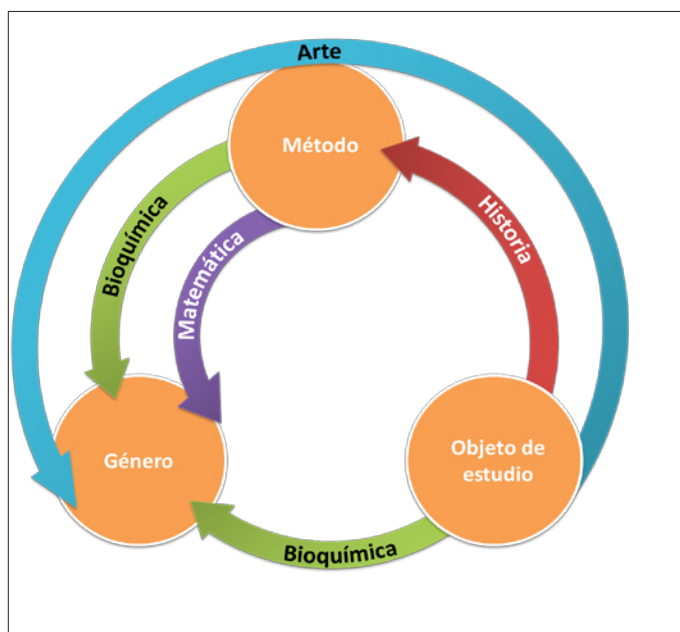 Arte
Método
Bioquímica
Matemática
Historia
Género
Objeto de
estudio
Bioquímica